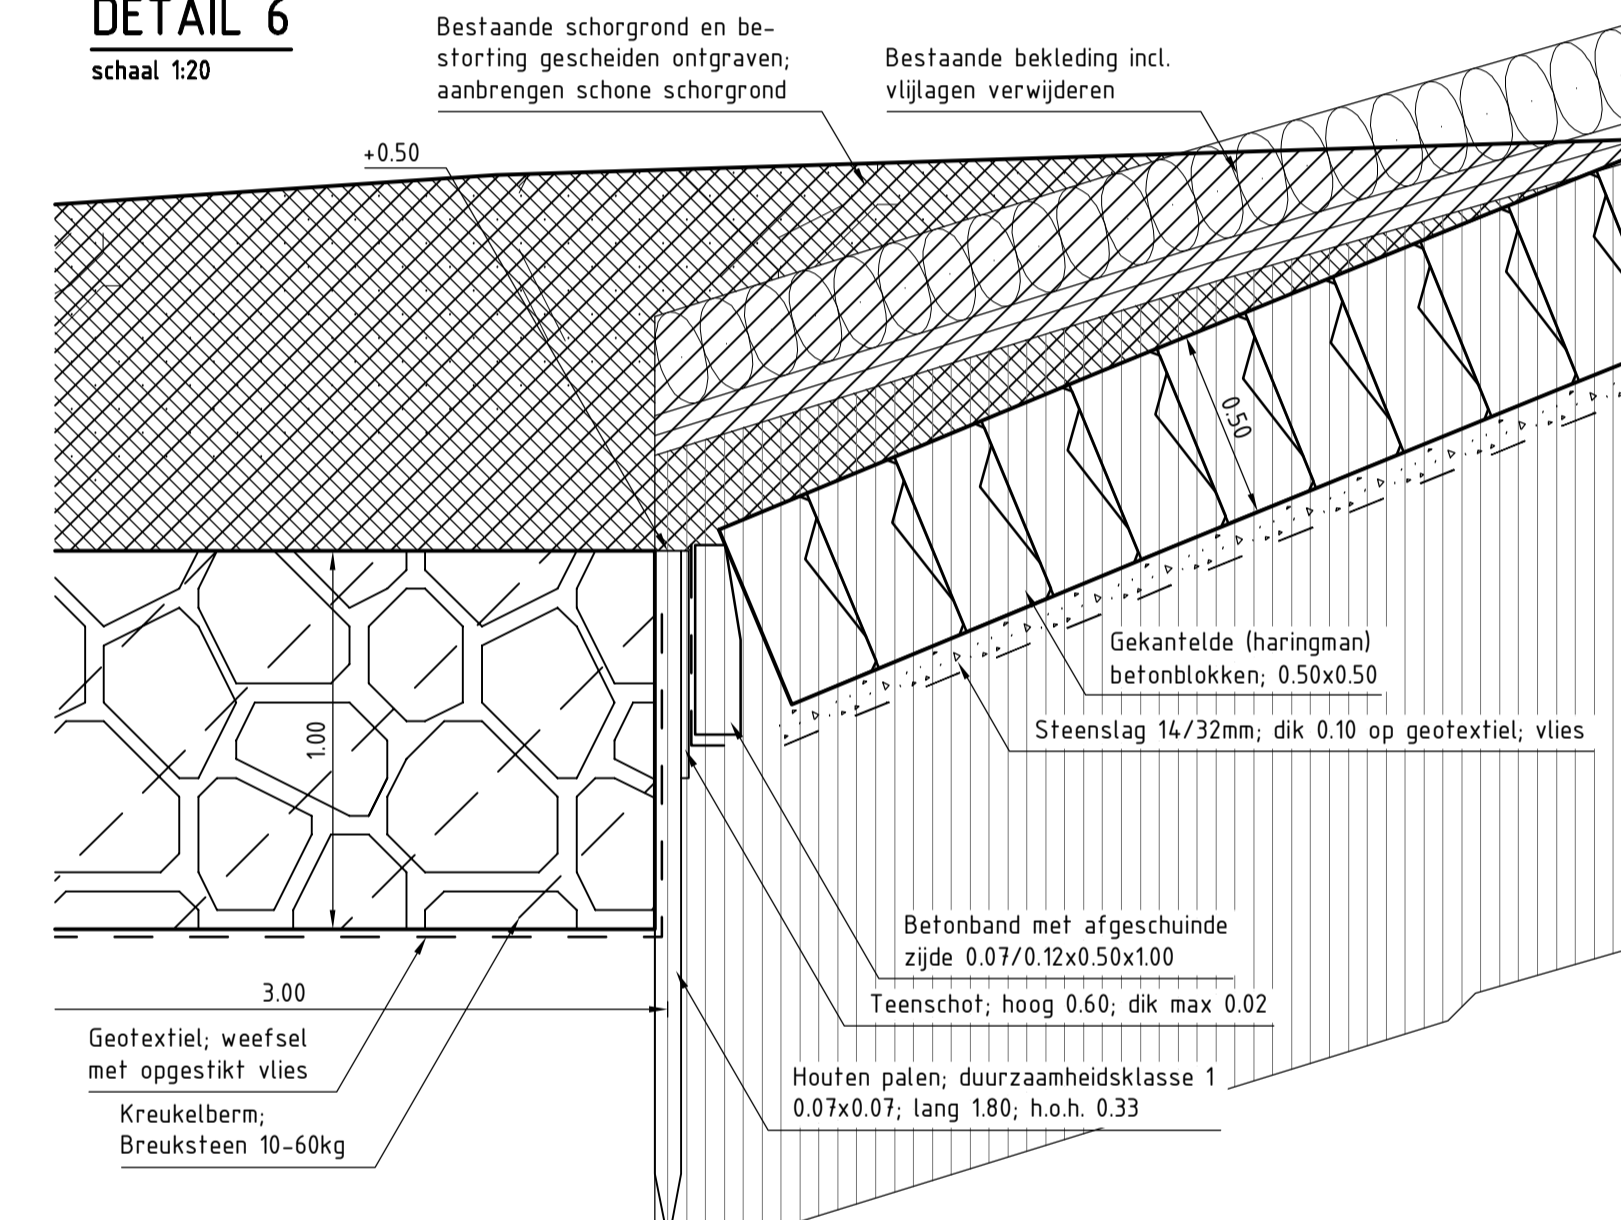 DETAIL 6
schaal 1:20
Bestaande schorgrond en be-
storting gescheiden ontgraven;
aanbrengen schone schorgrond
Bestaande bekleding incl.
vlijlagen verwijderen
+0.50
0.50
1.00
Gekantelde (haringman)
betonblokken; 0.50x0.50
Steenslag 14/32mm; dik 0.10 op geotextiel; vlies
Betonband met afgeschuinde
zijde 0.07/0.12x0.50x1.00
Teenschot; hoog 0.60; dik max 0.02
3.00
Geotextiel; weefsel
met opgestikt vlies
Houten palen; duurzaamheidsklasse 1
0.07x0.07; lang 1.80; h.o.h. 0.33
Kreukelberm;
Breuksteen 10-60kg